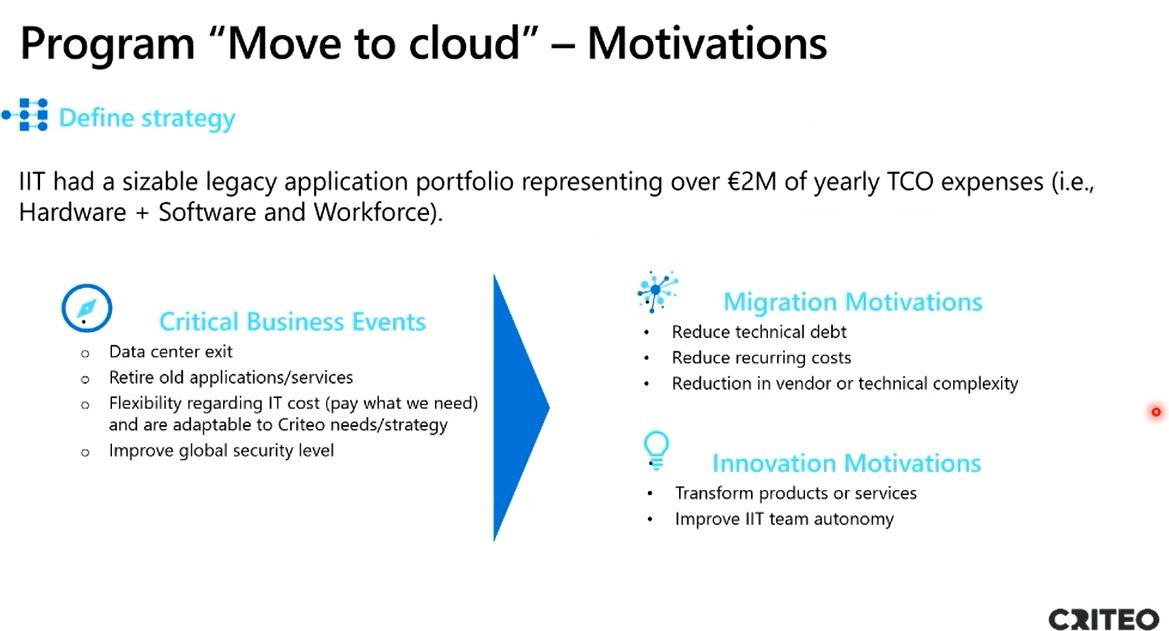 Program “Move to cloud” – Motivations
Define strategy
IIT had a sizable legacy application portfolio representing over €2M of yearly TCO expenses (i.e.,
Hardware + Software and Workforce).
Critical Business Events
o Data center exit
o Retire old applications/services
o Flexibility regarding IT cost (pay what we need)
and are adaptable to Criteo needs/strategy
o Improve global security level
Migration Motivations
• Reduce technical debt
• Reduce recurring costs
• Reduction in vendor or technical complexity
Innovation Motivations
• Transform products or services
• Improve IIT team autonomy
CRITEO